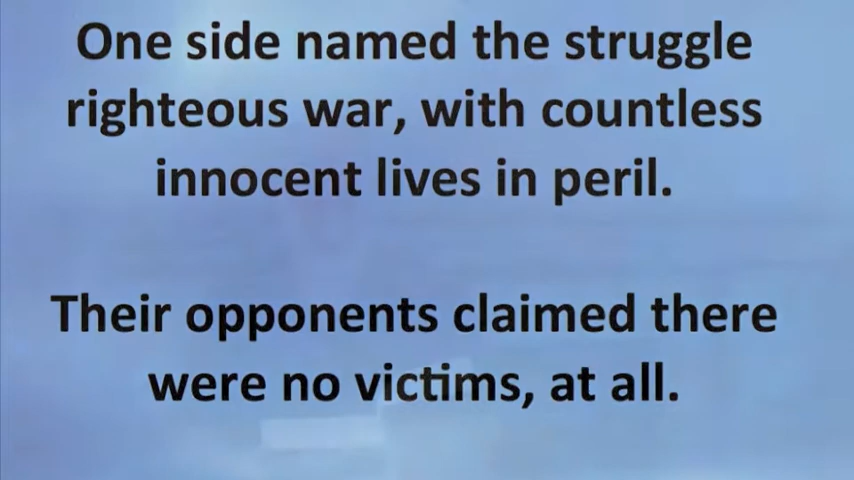 One side named the struggle
righteous war, with countless
innocent lives in peril.
Their opponents claimed there
were no victims, at all.